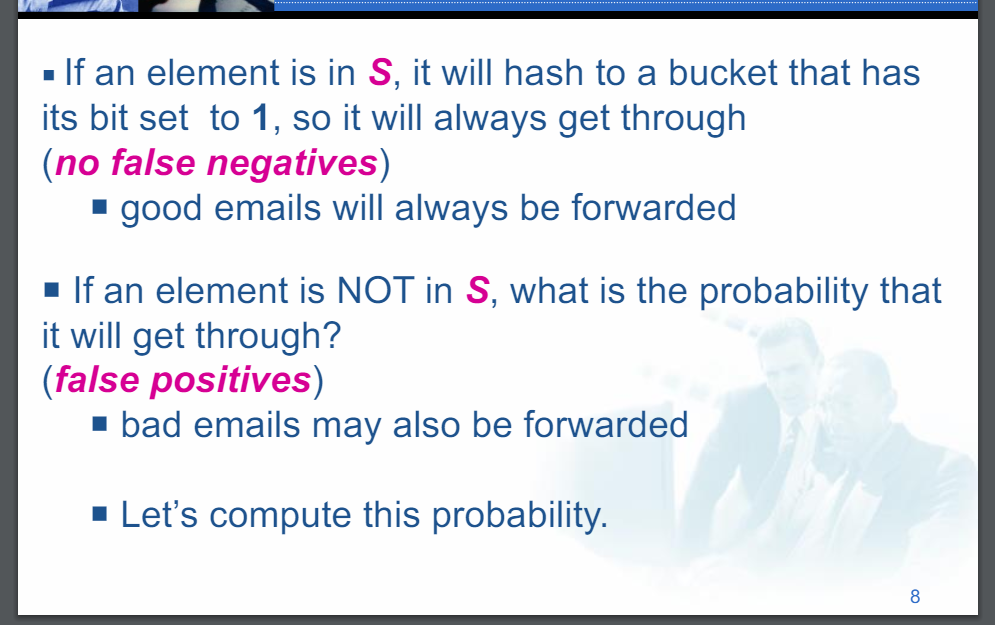 ▪ If an element is in S, it will hash to a bucket that has
its bit set to 1, so it will always get through
(no false negatives)
▪ good emails will always be forwarded
▪ If an element is NOT in S, what is the probability that
it will get through?
(false positives)
▪ bad emails may also be forwarded
▪ Let’s compute this probability.
8